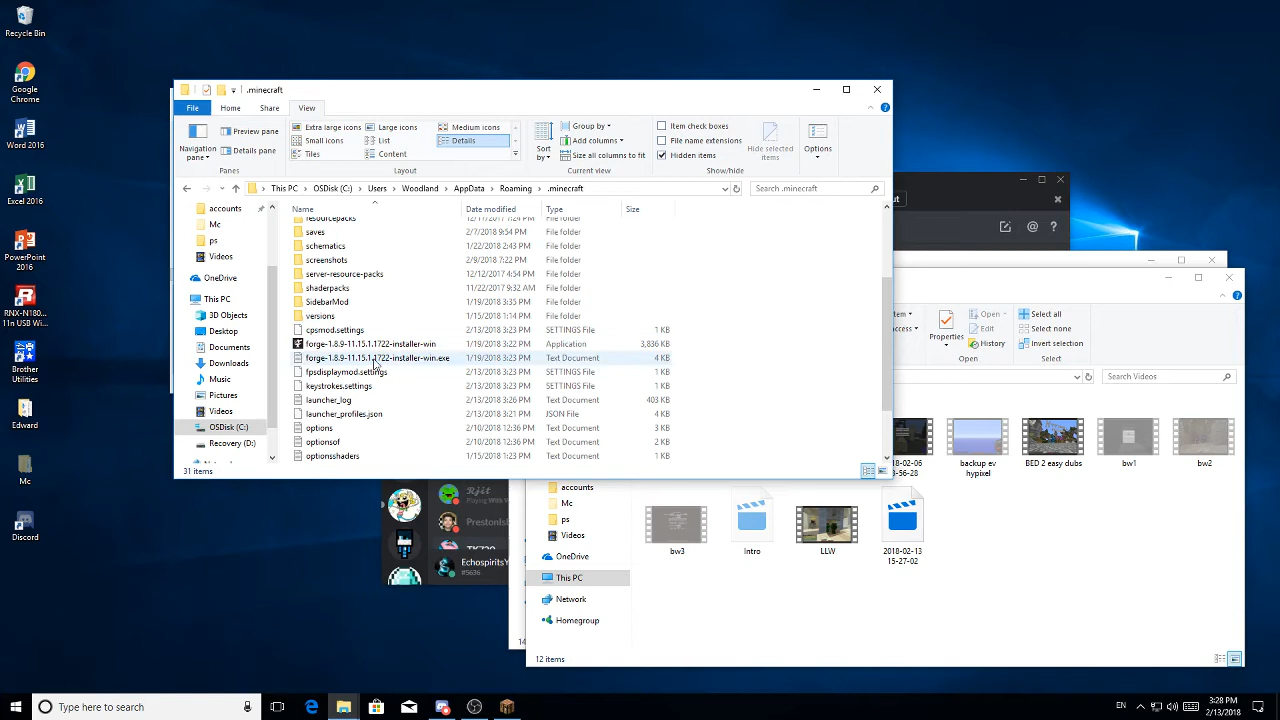 Recycle Bin
Google Chrome
Word 2016
Excel 2016
PowerPoint 2016
RNX-N180... 11n USB Wi...
Brother Utilities
Edward
Mc
Discord
.minecraft
File
Home
Share
View
Navigation pane
Preview pane
Details pane
Panes
Extra large icons
Large icons
Medium icons
Small icons
List
Details
Tiles
Content
Layout
Sort by
Group by
Add columns
Size all columns to fit
Current view
Item check boxes
File name extensions
Hidden items
Hide selected items
Show/hide
Options
This PC
OSDisk (C:)
Users
Woodland
AppData
Roaming
.minecraft
Search .minecraft
accounts
Mc
ps
Videos
OneDrive
This PC
3D Objects
Desktop
Documents
Downloads
Music
Pictures
Videos
OSDisk (C:)
Recovery (D:)
Name Date modified Type Size
resourcepacks 12/17/2017 7:24 PM File folder
saves 2/7/2018 9:54 PM File folder
schematics 1/22/2018 2:43 PM File folder
screenshots 2/9/2018 7:22 PM File folder
server-resource-packs 12/12/2017 4:54 PM File folder
shaderpacks 11/22/2017 9:32 AM File folder
SidebarMod 1/19/2018 3:35 PM File folder
versions 1/15/2018 1:14 PM File folder
cpsmod.settings 2/13/2018 3:23 PM SETTINGS File 1 KB
forge-1.8.9-11.15.1.1722-installer-win 1/19/2018 3:22 PM Application 3,836 KB
forge-1.8.9-11.15.1.1722-installer-win.exe 1/19/2018 3:23 PM Text Document 4 KB
fpsdisplaymod.settings 2/13/2018 3:23 PM SETTINGS File 1 KB
keystrokes.settings 2/13/2018 3:23 PM SETTINGS File 1 KB
launcher_log 2/13/2018 3:26 PM Text Document 403 KB
launcher_profiles.json 2/13/2018 3:21 PM JSON File 4 KB
options 2/10/2018 12:36 PM Text Document 2 KB
optionsof 2/10/2018 12:36 PM Text Document 2 KB
optionsshaders 1/15/2018 1:23 PM Text Document 1 KB
31 items
ut
Properties
Open
Edit
History
Open
Select all
Select none
Invert selection
Select
Search Videos
backup ev hypixel
BED 2 easy dubs
bw1
bw2
bw3
Intro
LLW
2018-02-13 15-27-02
accounts
Mc
ps
Videos
OneDrive
This PC
Network
Homegroup
12 items
14
Rjit
PrestonIs
Echospirits
#5636
Type here to search
EN
3:28 PM
2/13/2018